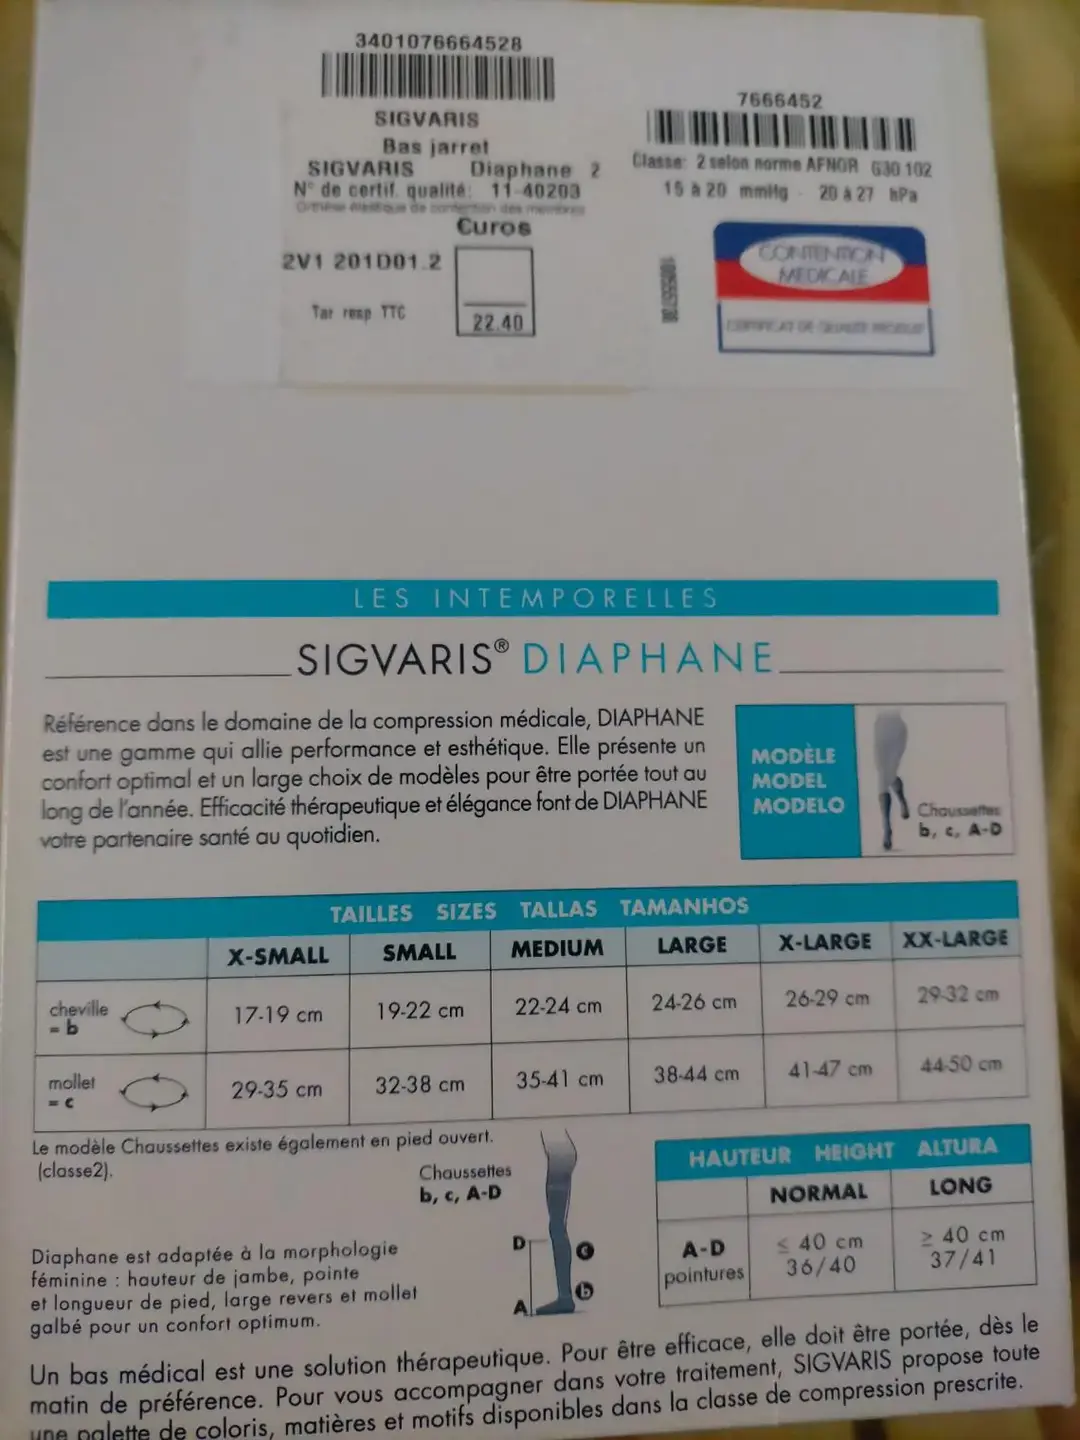 3401076664528
SIGVARIS
Bas jarret
SIGVARIS Diaphane 2
N° de certif. qualité: 11-40203
Orthèse élastique de contention des membres
Euros
2V1 201D01.2
Tar resp TTC
22.40
7666452
Classe: 2 selon norme AFNOR G30 102
15 à 20 mmHg - 20 à 27 hPa
CONTENTION
MEDICALE
CERTIFICAT DE QUALITE PRODUIT
LES INTEMPORELLES
SIGVARIS® DIAPHANE
Référence dans le domaine de la compression médicale, DIAPHANE
est une gamme qui allie performance et esthétique. Elle présente un
confort optimal et un large choix de modèles pour être portée tout au
long de l'année. Efficacité thérapeutique et élégance font de DIAPHANE
votre partenaire santé au quotidien.
MODÈLE
MODEL
MODELO
Chaussettes
b, c, A-D
TAILLES SIZES TALLAS TAMANHOS
X-SMALL SMALL MEDIUM LARGE X-LARGE XX-LARGE
cheville
= b
17-19 cm 19-22 cm 22-24 cm 24-26 cm 26-29 cm 29-32 cm
mollet
= c
29-35 cm 32-38 cm 35-41 cm 38-44 cm 41-47 cm 44-50 cm
Le modèle Chaussettes existe également en pied ouvert.
(classe2).
Chaussettes
b, c, A-D
D
c
b
A
HAUTEUR HEIGHT ALTURA
NORMAL LONG
A-D
pointures
≤ 40 cm
36/40
≥ 40 cm
37/41
Diaphane est adaptée à la morphologie
féminine : hauteur de jambe, pointe
et longueur de pied, large revers et mollet
galbé pour un confort optimum.
Un bas médical est une solution thérapeutique. Pour être efficace, elle doit être portée, dès le
matin de préférence. Pour vous accompagner dans votre traitement, SIGVARIS propose toute
une palette de coloris, matières et motifs disponibles dans la classe de compression prescrite.